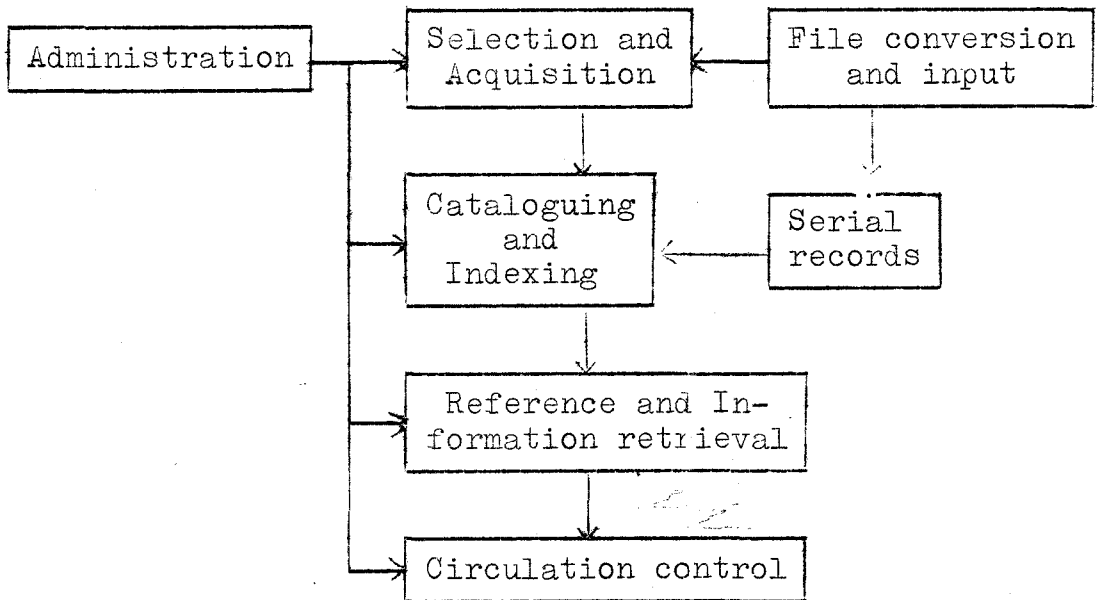 Administration
Selection and
Acquisition
File conversion
and input
Cataloguing
and
Indexing
Serial
records
Reference and In-
formation retrieval
Circulation control